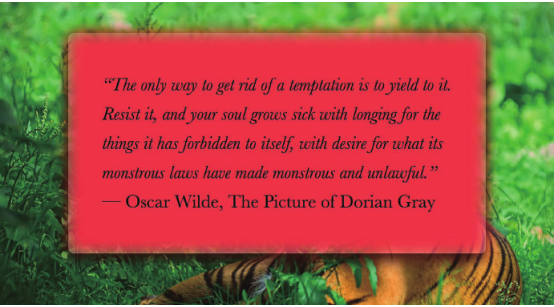 “The only way to get rid of a temptation is to yield to it.
Resist it, and your soul grows sick with longing for the
things it has forbidden to itself, with desire for what its
monstrous laws have made monstrous and unlawful.”
— Oscar Wilde, The Picture of Dorian Gray